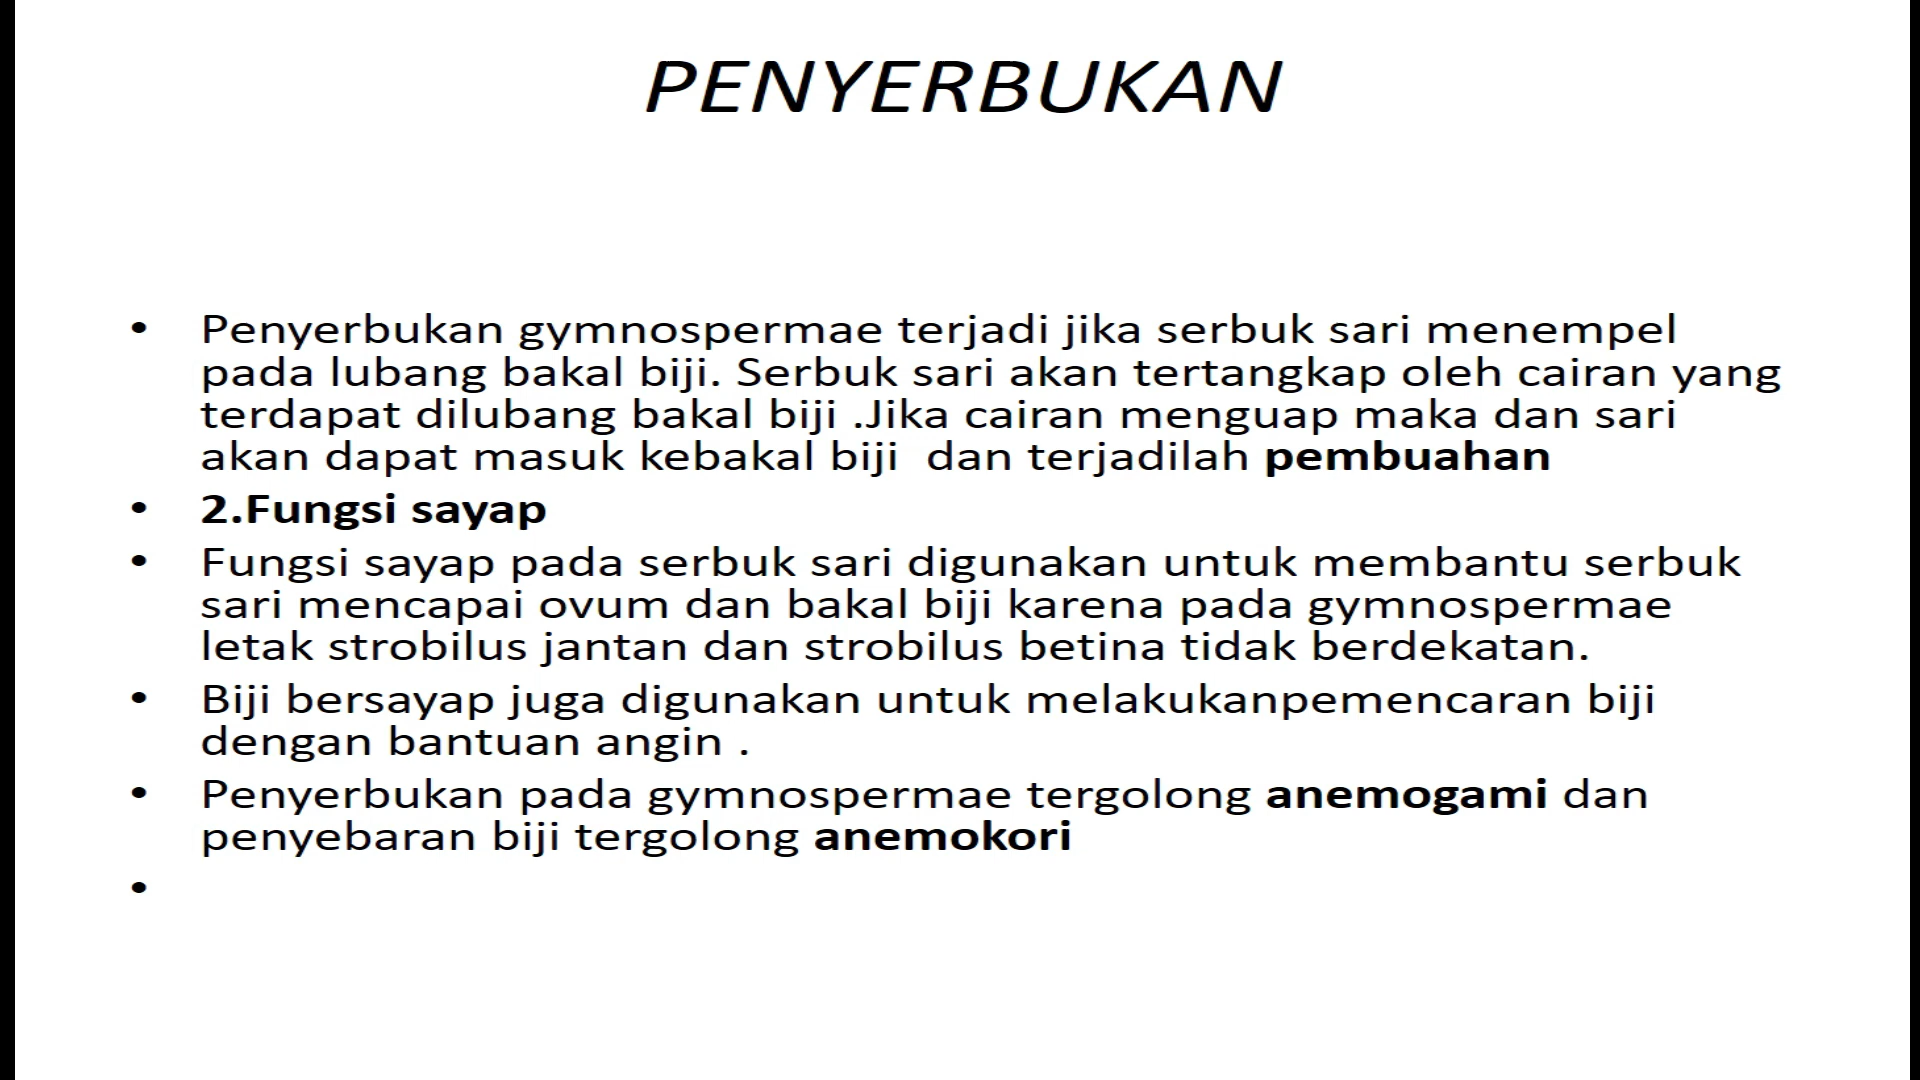 PENYERBUKAN
• Penyerbukan gymnospermae terjadi jika serbuk sari menempel
pada lubang bakal biji. Serbuk sari akan tertangkap oleh cairan yang
terdapat dilubang bakal biji .Jika cairan menguap maka dan sari
akan dapat masuk kebakal biji  dan terjadilah pembuahan
• 2.Fungsi sayap
• Fungsi sayap pada serbuk sari digunakan untuk membantu serbuk
sari mencapai ovum dan bakal biji karena pada gymnospermae
letak strobilus jantan dan strobilus betina tidak berdekatan.
• Biji bersayap juga digunakan untuk melakukanpemencaran biji
dengan bantuan angin .
• Penyerbukan pada gymnospermae tergolong anemogami dan
penyebaran biji tergolong anemokori
•